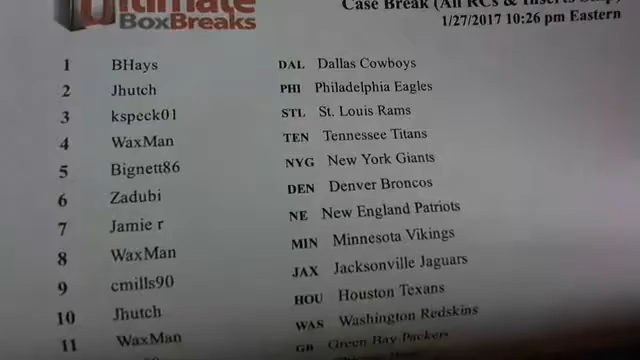 Ultimate
BoxBreaks
Case Break (All RCs & Inserts
1/27/2017 10:26 pm Eastern
1 BHays DAL Dallas Cowboys
2 Jhutch PHI Philadelphia Eagles
3 kspeck01 STL St. Louis Rams
4 WaxMan TEN Tennessee Titans
5 Bignett86 NYG New York Giants
6 Zadubi DEN Denver Broncos
7 Jamie r NE New England Patriots
8 WaxMan MIN Minnesota Vikings
9 cmills90 JAX Jacksonville Jaguars
10 Jhutch HOU Houston Texans
11 WaxMan WAS Washington Redskins
GB Green Bay Packers